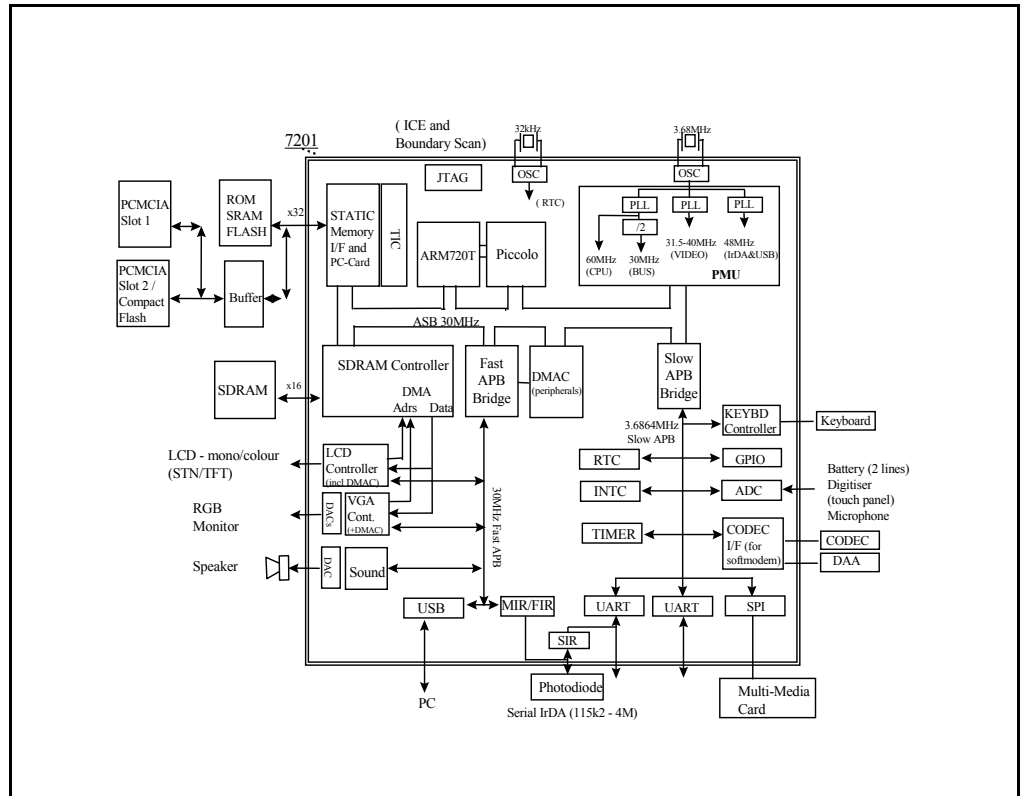 ( ICE and
Boundary Scan)
32kHz
3.68MHz
7201
JTAG
OSC
OSC
( RTC)
PLL
PLL
PLL
/2
60MHz
(CPU)
30MHz
(BUS)
31.5-40MHz
(VIDEO)
48MHz
(IrDA&USB)
PMU
PCMCIA
Slot 1
ROM
SRAM
FLASH
x32
STATIC
Memory
I/F and
PC-Card
TIC
ARM720T
Piccolo
PCMCIA
Slot 2 /
Compact
Flash
Buffer
ASB 30MHz
SDRAM
x16
SDRAM Controller
DMA
Adrs
Data
Fast
APB
Bridge
DMAC
(peripherals)
Slow
APB
Bridge
3.6864MHz
Slow APB
KEYBD
Controller
Keyboard
LCD - mono/colour
(STN/TFT)
LCD
Controller
(incl DMAC)
RTC
GPIO
RGB
Monitor
DACs
VGA
Cont.
(+DMAC)
30MHz Fast APB
INTC
ADC
Battery (2 lines)
Digitiser
(touch panel)
Microphone
TIMER
CODEC
I/F (for
softmodem)
CODEC
DAA
Speaker
DAC
Sound
USB
MIR/FIR
UART
UART
SPI
SIR
PC
Photodiode
Serial IrDA (115k2 - 4M)
Multi-Media
Card